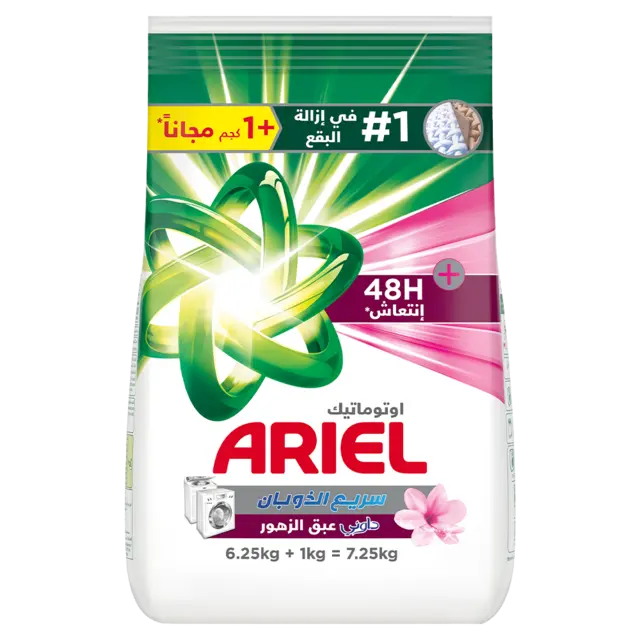 #1 في إزالة
البقع
+1 كجم مجاناً*
48H +
إنتعاش*
اوتوماتيك
ARIEL
سريع الذوبان
داوني عبق الزهور
6.25kg + 1kg = 7.25kg